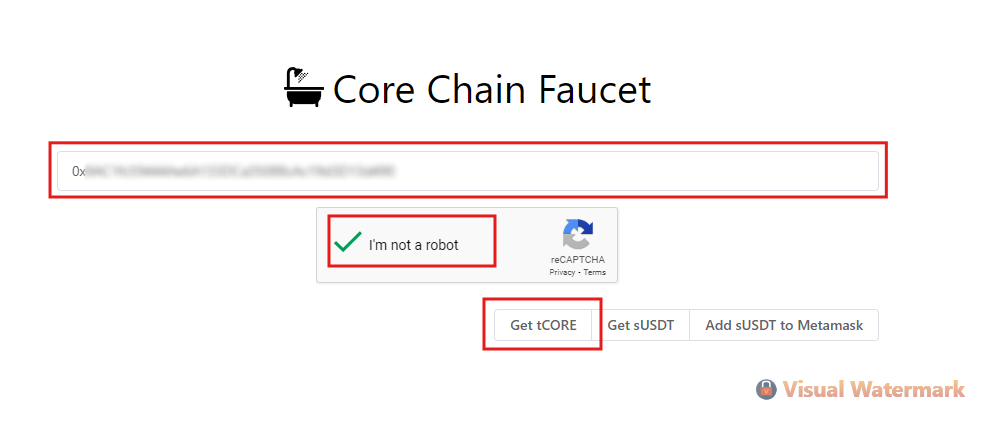 Core Chain Faucet
0x
I'm not a robot
reCAPTCHA
Privacy - Terms
Get tCORE
Get sUSDT
Add sUSDT to Metamask
Visual Watermark